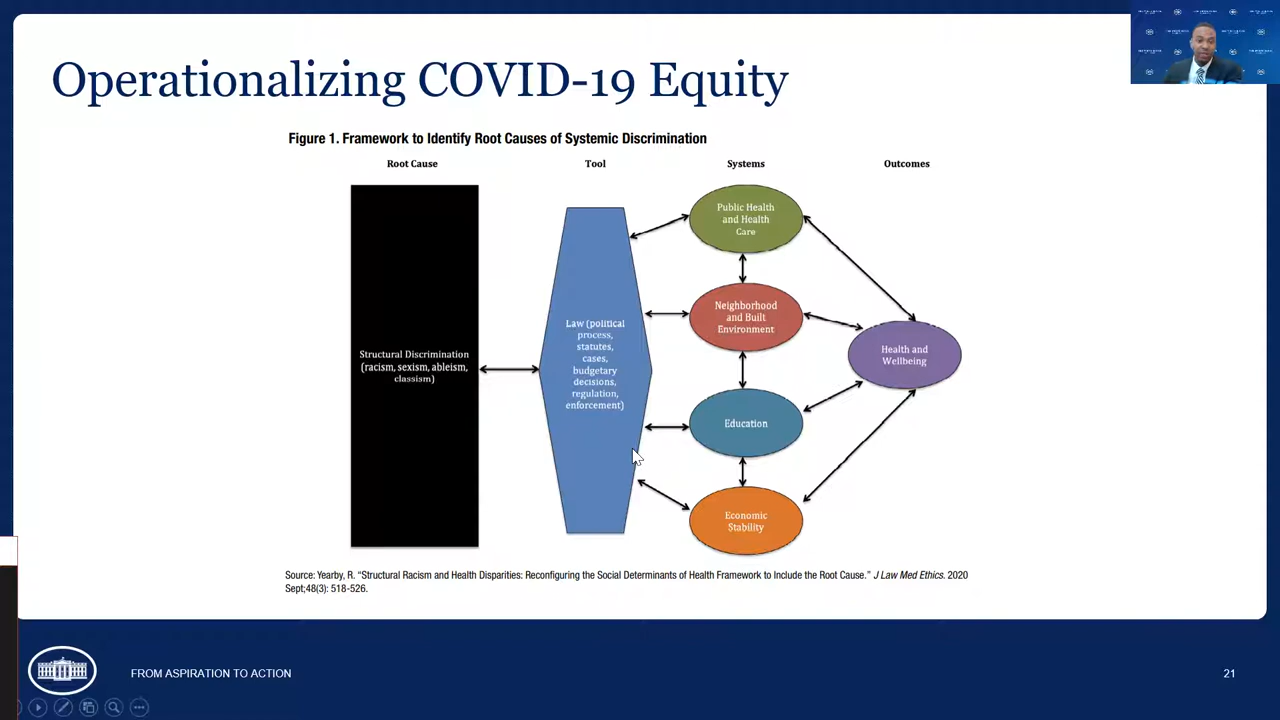 Operationalizing COVID-19 Equity
Figure 1. Framework to Identify Root Causes of Systemic Discrimination
Root Cause
Tool
Systems
Outcomes
Structural Discrimination
(racism, sexism, ableism,
classism)
Law (political
process,
statutes,
cases,
budgetary
decisions,
regulation,
enforcement)
Public Health
and Health
Care
Neighborhood
and Built
Environment
Education
Economic
Stability
Health and
Wellbeing
Source: Yearby, R. “Structural Racism and Health Disparities: Reconfiguring the Social Determinants of Health Framework to Include the Root Cause.” J Law Med Ethics. 2020
Sept;48(3): 518-526.
FROM ASPIRATION TO ACTION
21